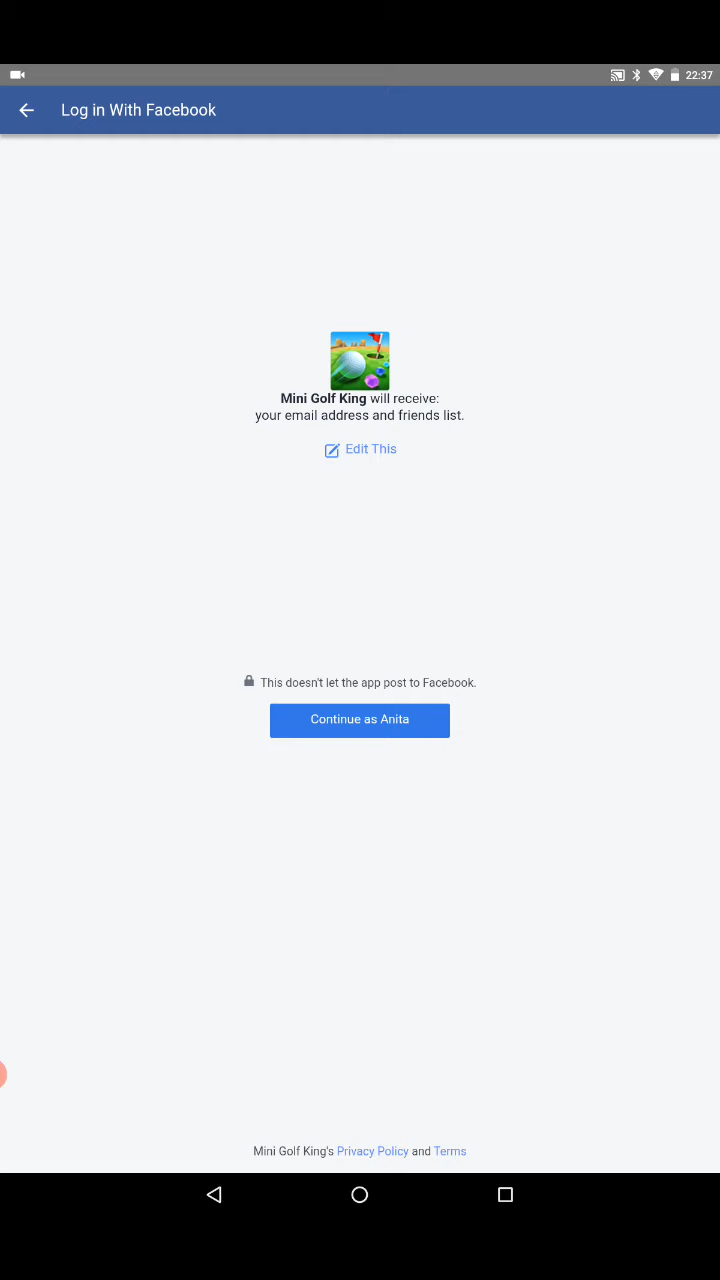 22:37
Log in With Facebook
Mini Golf King will receive:
your email address and friends list.
Edit This
This doesn't let the app post to Facebook.
Continue as Anita
Mini Golf King's Privacy Policy and Terms